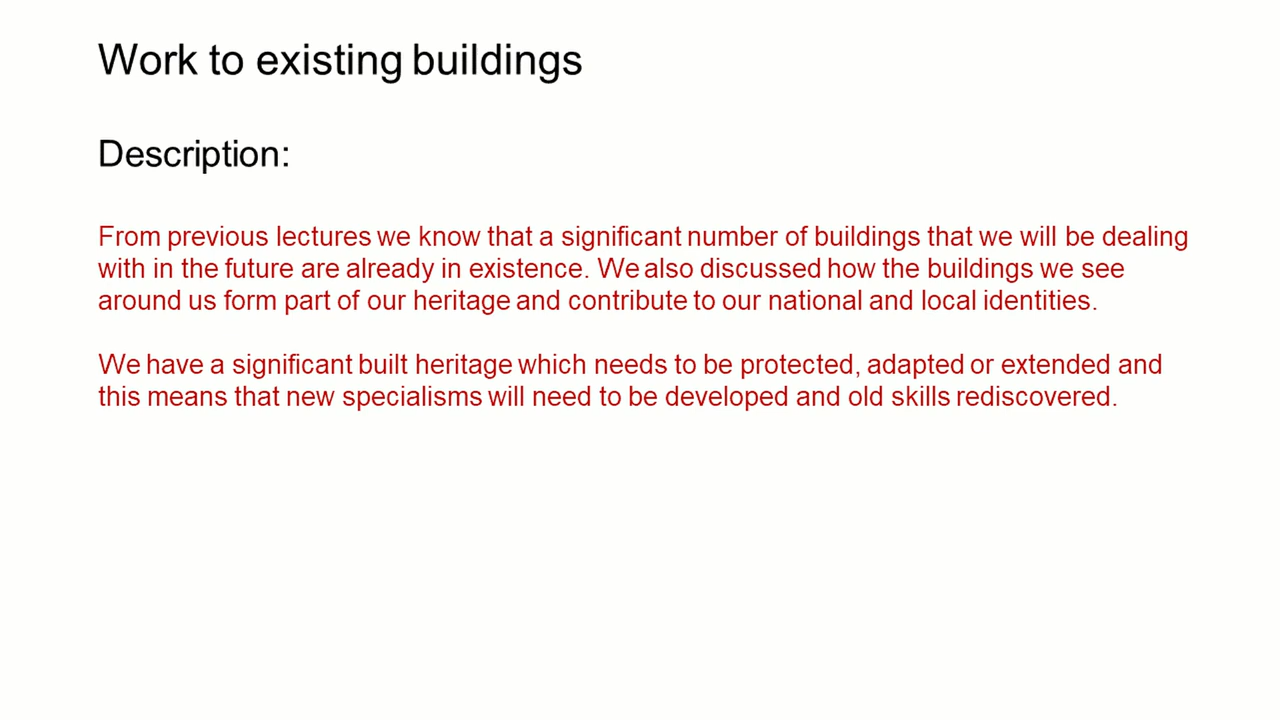 Work to existing buildings
Description:
From previous lectures we know that a significant number of buildings that we will be dealing
with in the future are already in existence. We also discussed how the buildings we see
around us form part of our heritage and contribute to our national and local identities.
We have a significant built heritage which needs to be protected, adapted or extended and
this means that new specialisms will need to be developed and old skills rediscovered.